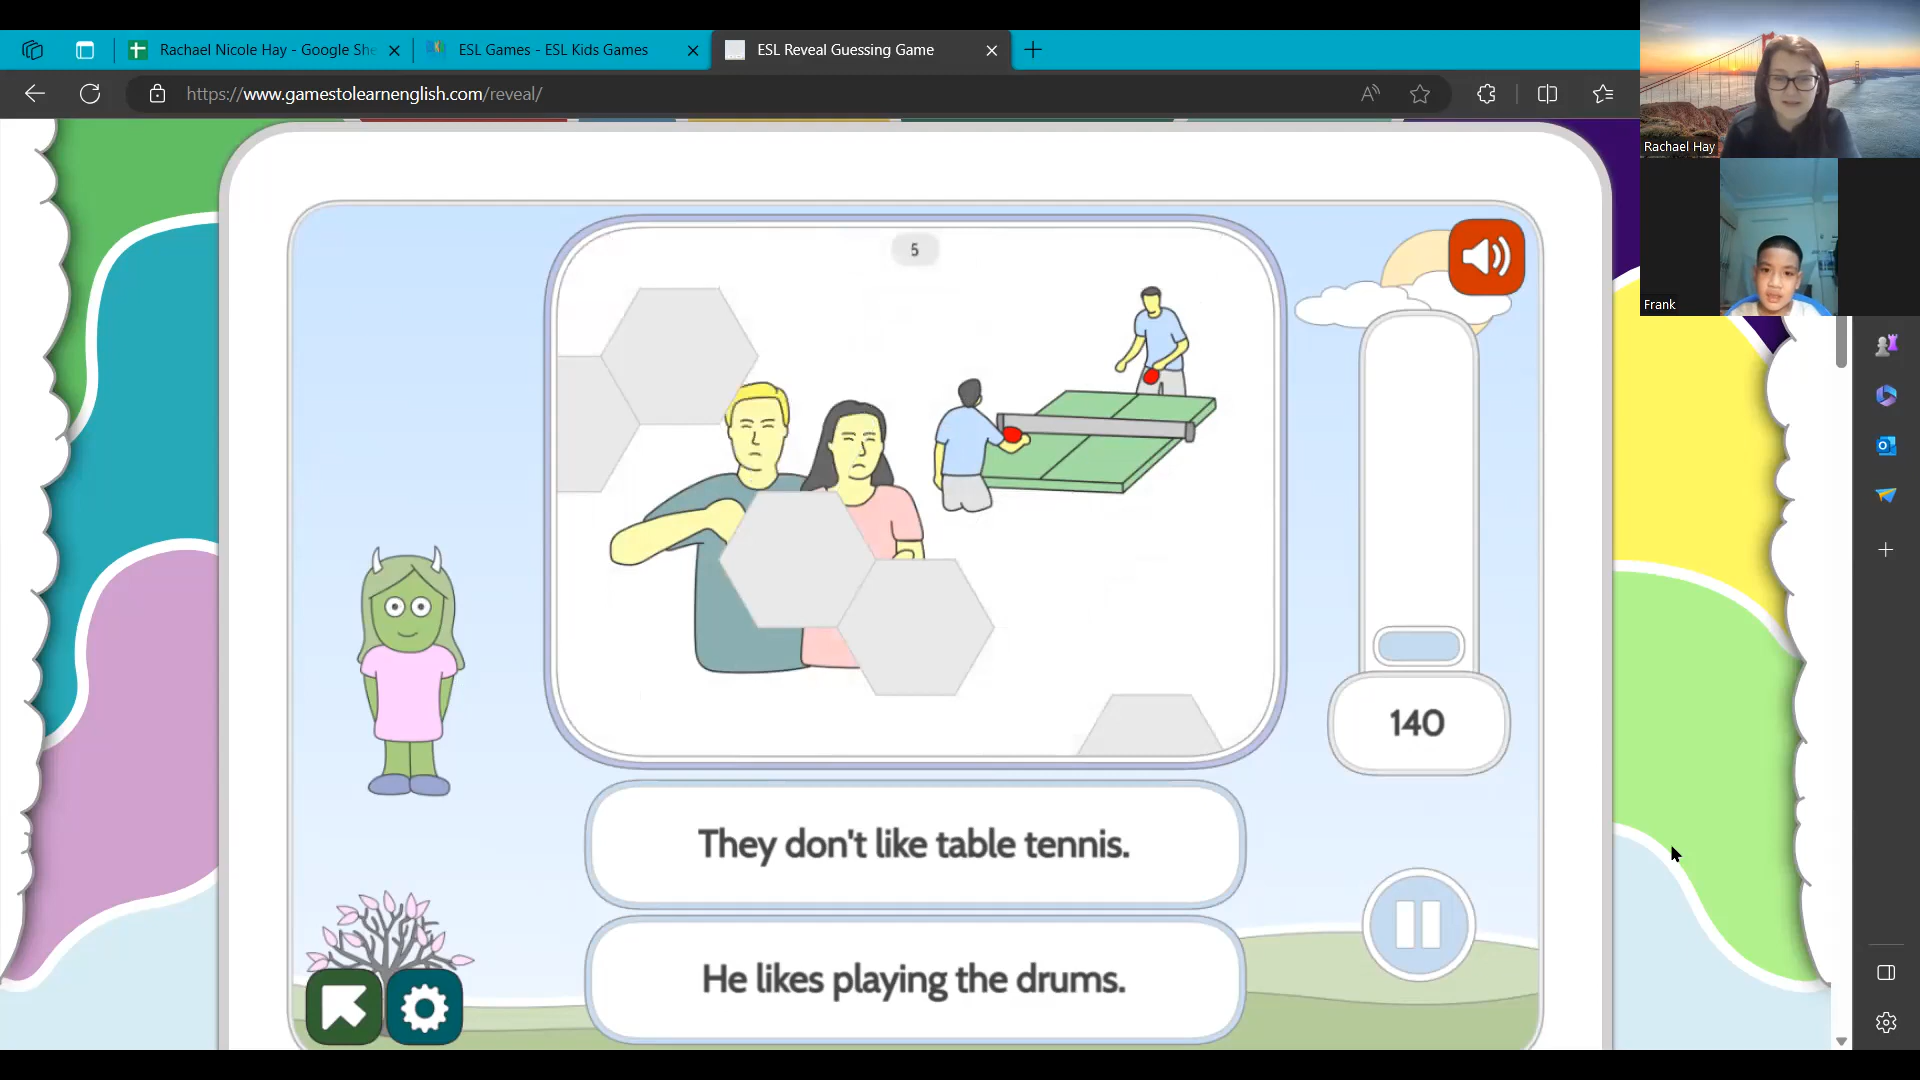 Rachael Nicole Hay - Google She
ESL Games - ESL Kids Games
ESL Reveal Guessing Game
https://www.gamestolearnenglish.com/reveal/
Rachael Hay
Frank
5
140
They don't like table tennis.
He likes playing the drums.